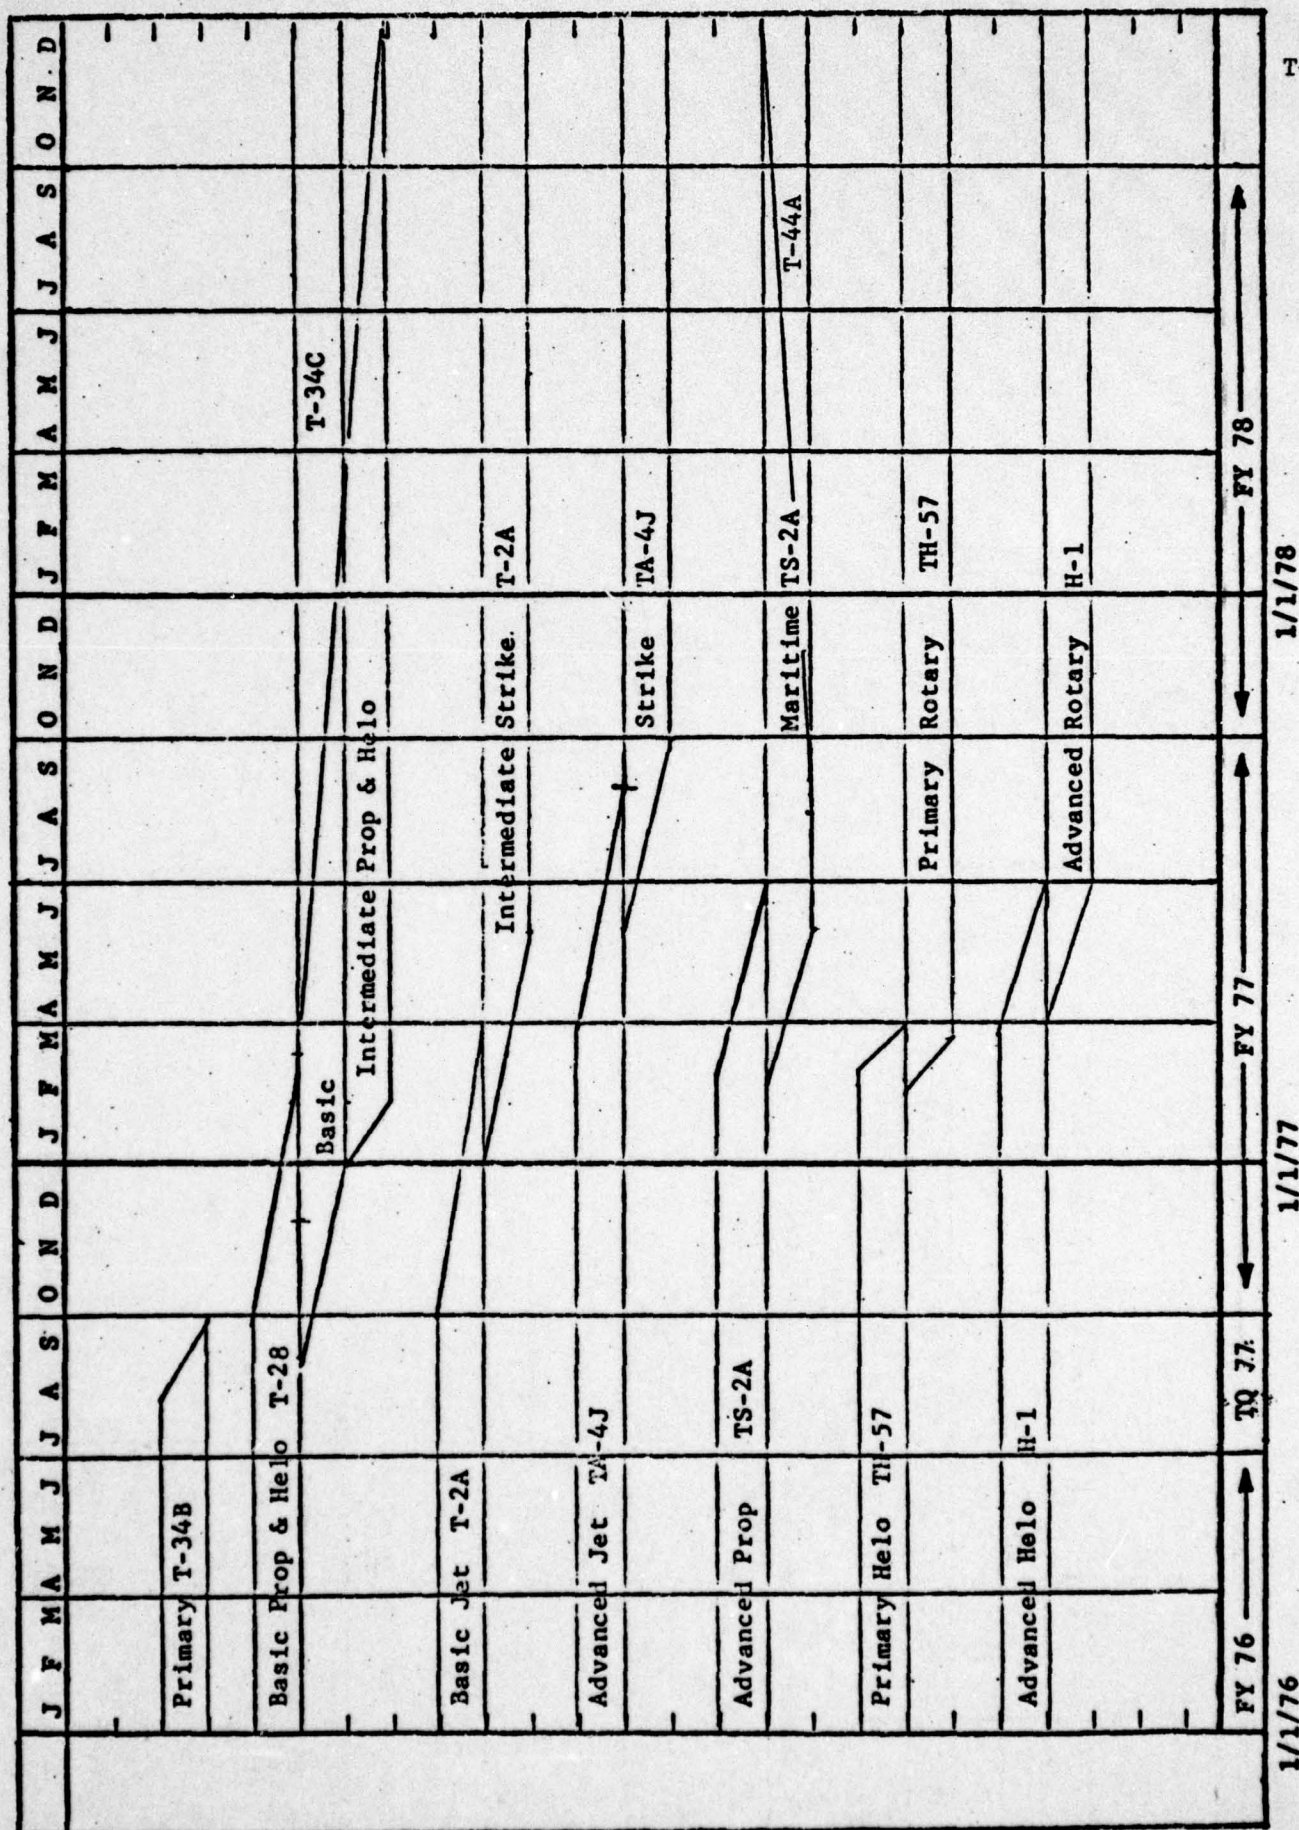 J F M A M J J A S O N D J F M A M J J A S O N D J F M A M J J A S O N D
Primary T-34B
Basic Prop & Helo T-28
Basic
T-34C
Intermediate Prop & Helo
Basic Jet T-2A
Intermediate Strike. T-2A
Advanced Jet TA-4J
Strike TA-4J
Advanced Prop TS-2A
Maritime TS-2A
T-44A
Primary Helo TH-57
Primary Rotary TH-57
Advanced Helo H-1
Advanced Rotary H-1
FY 76 TQ 77 FY 77 FY 78
1/1/76 1/1/77 1/1/78
T